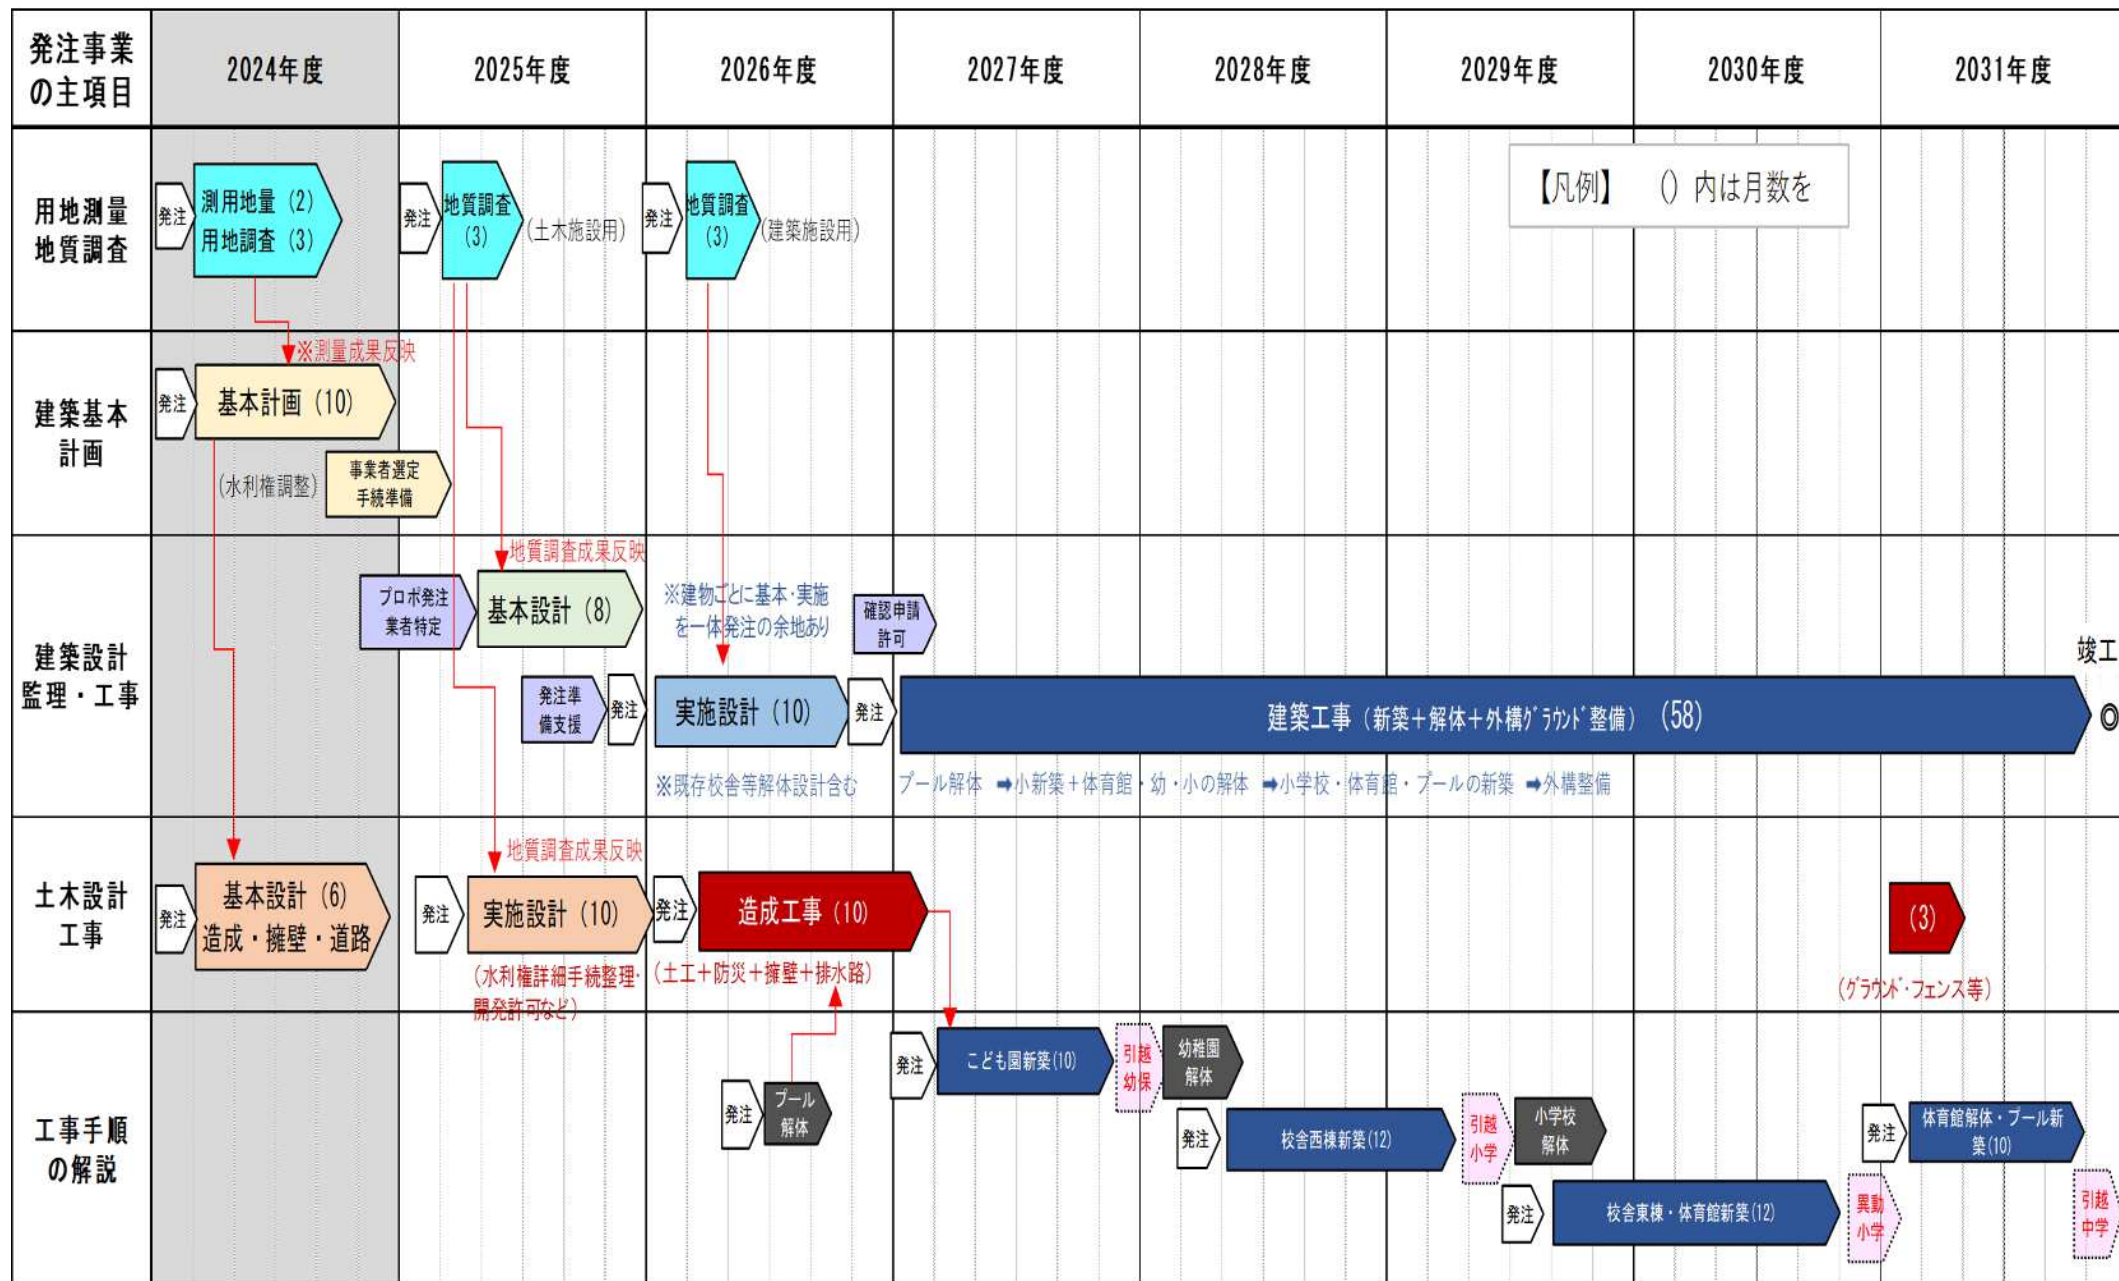 発注事業
の主項目
2024年度
2025年度
2026年度
2027年度
2028年度
2029年度
2030年度
2031年度
用地測量
地質調査
発注
測用地量 (2)
用地調査 (3)
発注
地質調査
(3)
(土木施設用)
発注
地質調査
(3)
(建築施設用)
【凡例】 () 内は月数を
建築基本
計画
※測量成果反映
発注
基本計画 (10)
(水利権調整)
事業者選定
手続準備
建築設計
監理・工事
プロポ発注
業者特定
地質調査成果反映
基本設計 (8)
※建物ごとに基本・実施
を一体発注の余地あり
確認申請
許可
発注準
備支援
発注
実施設計 (10)
発注
建築工事 (新築＋解体＋外構ｸﾞﾗｳﾝﾄﾞ整備) (58)
竣工
◎
※既存校舎等解体設計含む
プール解体 ➡小新築＋体育館・幼・小の解体 ➡小学校・体育館・プールの新築 ➡外構整備
土木設計
工事
発注
基本設計 (6)
造成・擁壁・道路
地質調査成果反映
発注
実施設計 (10)
(水利権詳細手続整理・
開発許可など)
発注
造成工事 (10)
(土工＋防災＋擁壁＋排水路)
(3)
(ｸﾞﾗｳﾝﾄﾞ・フェンス等)
工事手順
の解説
発注
プール
解体
発注
こども園新築(10)
引越
幼保
幼稚園
解体
発注
校舎西棟新築(12)
引越
小学
小学校
解体
発注
校舎東棟・体育館新築(12)
異動
小学
発注
体育館解体・プール新
築(10)
引越
中学